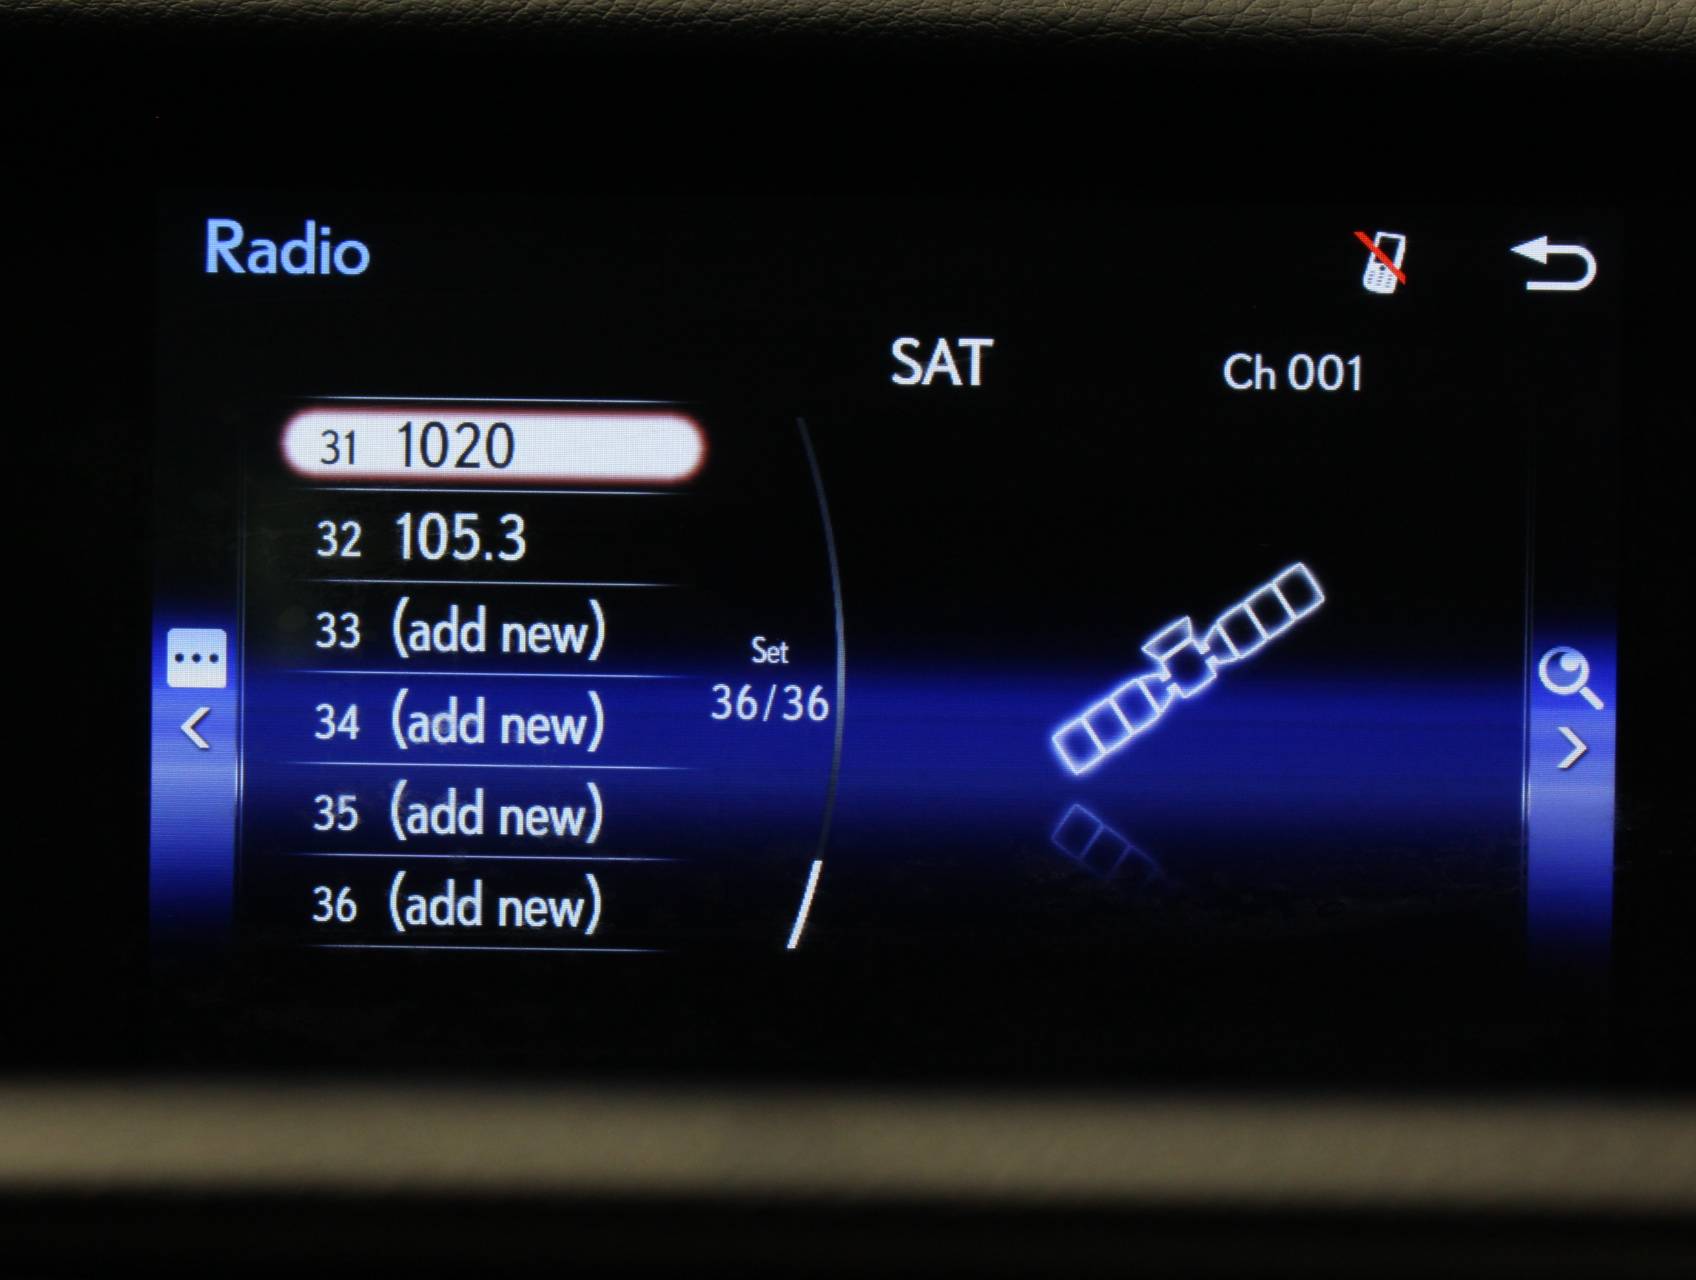 Radio
SAT Ch 001
31 1020
32 105.3
33 (add new)
34 (add new)
35 (add new)
36 (add new)
Set
36/36